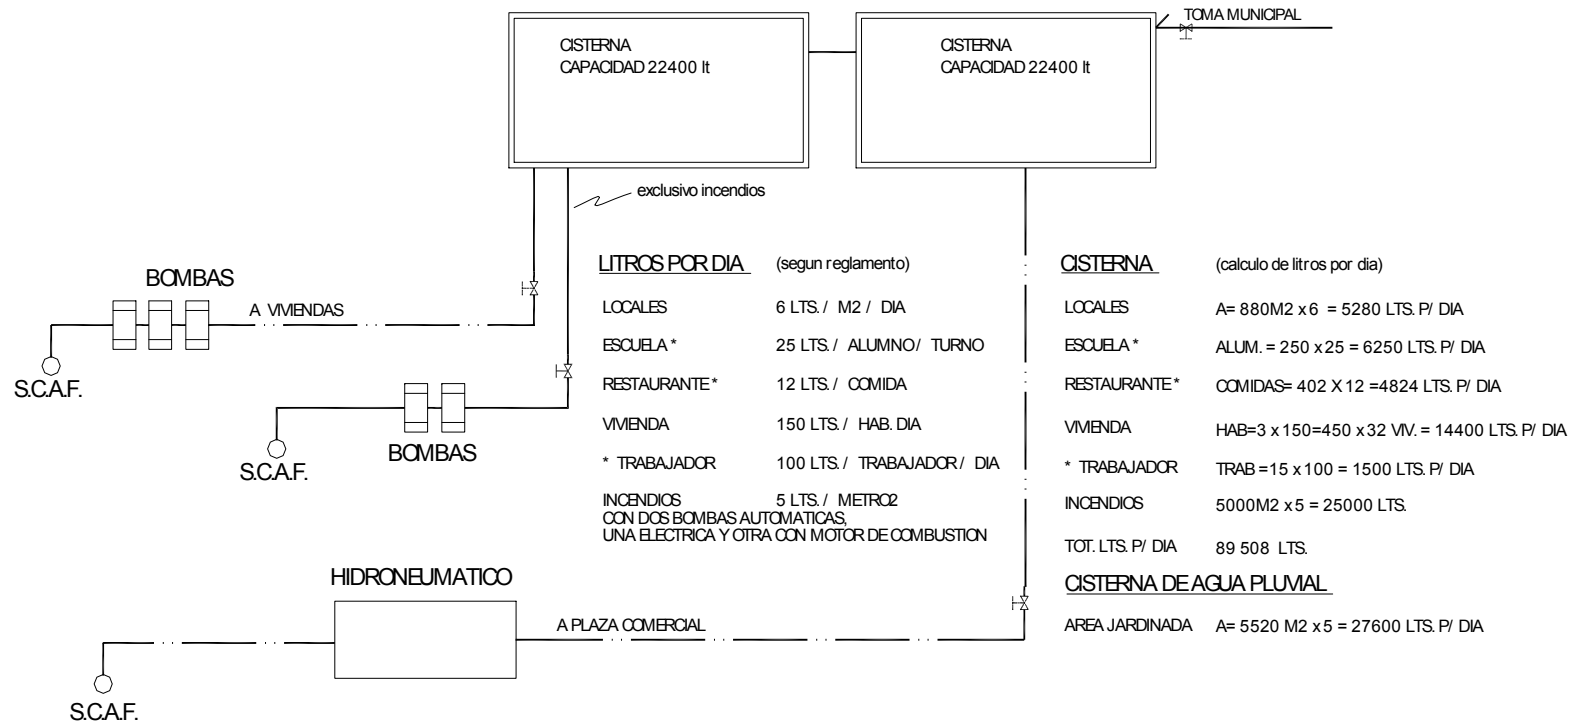 TOMA MUNICIPAL
CISTERNA
CAPACIDAD 22400 lt
CISTERNA
CAPACIDAD 22400 lt
exclusivo incendios
BOMBAS
A VIVIENDAS
S.C.A.F.
BOMBAS
S.C.A.F.
LITROS POR DIA (segun reglamento)
LOCALES 6 LTS. / M2 / DIA
ESCUELA * 25 LTS. / ALUMNO / TURNO
RESTAURANTE * 12 LTS. / COMIDA
VIVIENDA 150 LTS. / HAB. DIA
* TRABAJADOR 100 LTS. / TRABAJADOR / DIA
INCENDIOS 5 LTS. / METRO2
CON DOS BOMBAS AUTOMATICAS,
UNA ELECTRICA Y OTRA CON MOTOR DE COMBUSTION
CISTERNA (calculo de litros por dia)
LOCALES A= 880M2 x 6 = 5280 LTS. P/ DIA
ESCUELA * ALUM. = 250 x 25 = 6250 LTS. P/ DIA
RESTAURANTE * COMIDAS= 402 X 12 =4824 LTS. P/ DIA
VIVIENDA HAB=3 x 150=450 x 32 VIV. = 14400 LTS. P/ DIA
* TRABAJADOR TRAB =15 x 100 = 1500 LTS. P/ DIA
INCENDIOS 5000M2 x 5 = 25000 LTS.
TOT. LTS. P/ DIA 89 508 LTS.
CISTERNA DE AGUA PLUVIAL
AREA JARDINADA A= 5520 M2 x 5 = 27600 LTS. P/ DIA
HIDRONEUMATICO
A PLAZA COMERCIAL
S.C.A.F.